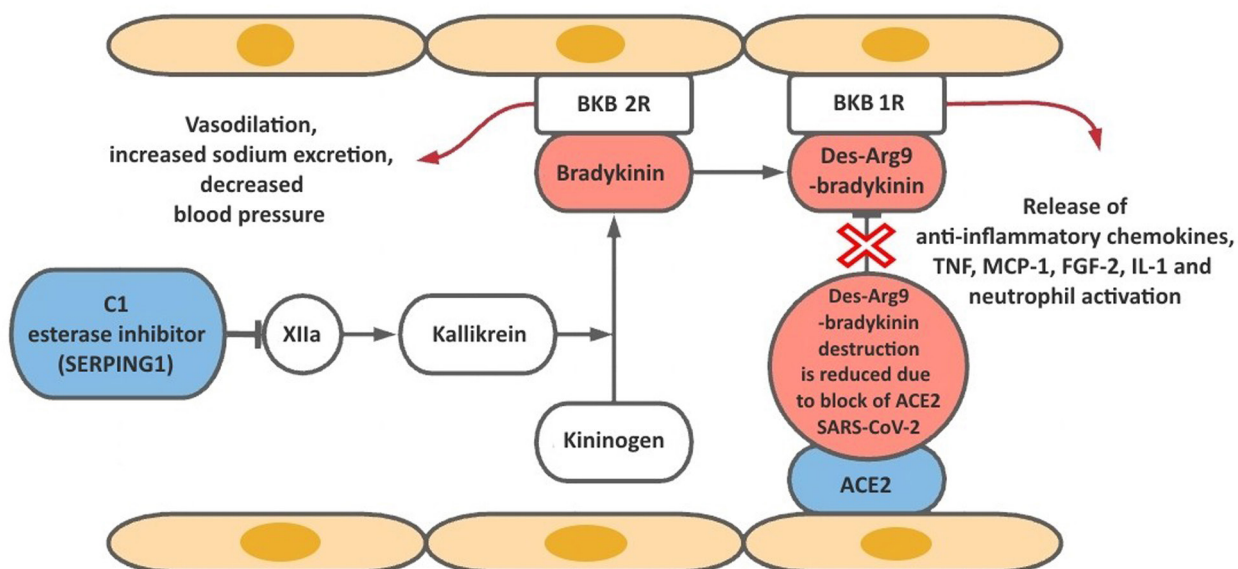 BKB 2R
BKB 1R
Vasodilation,
increased sodium excretion,
decreased
blood pressure
Bradykinin
Des-Arg9
-bradykinin
Release of
anti-inflammatory chemokines,
TNF, MCP-1, FGF-2, IL-1 and
neutrophil activation
C1
esterase inhibitor
(SERPING1)
XIIa
Kallikrein
Kininogen
Des-Arg9
-bradykinin
destruction
is reduced due
to block of ACE2
SARS-CoV-2
ACE2